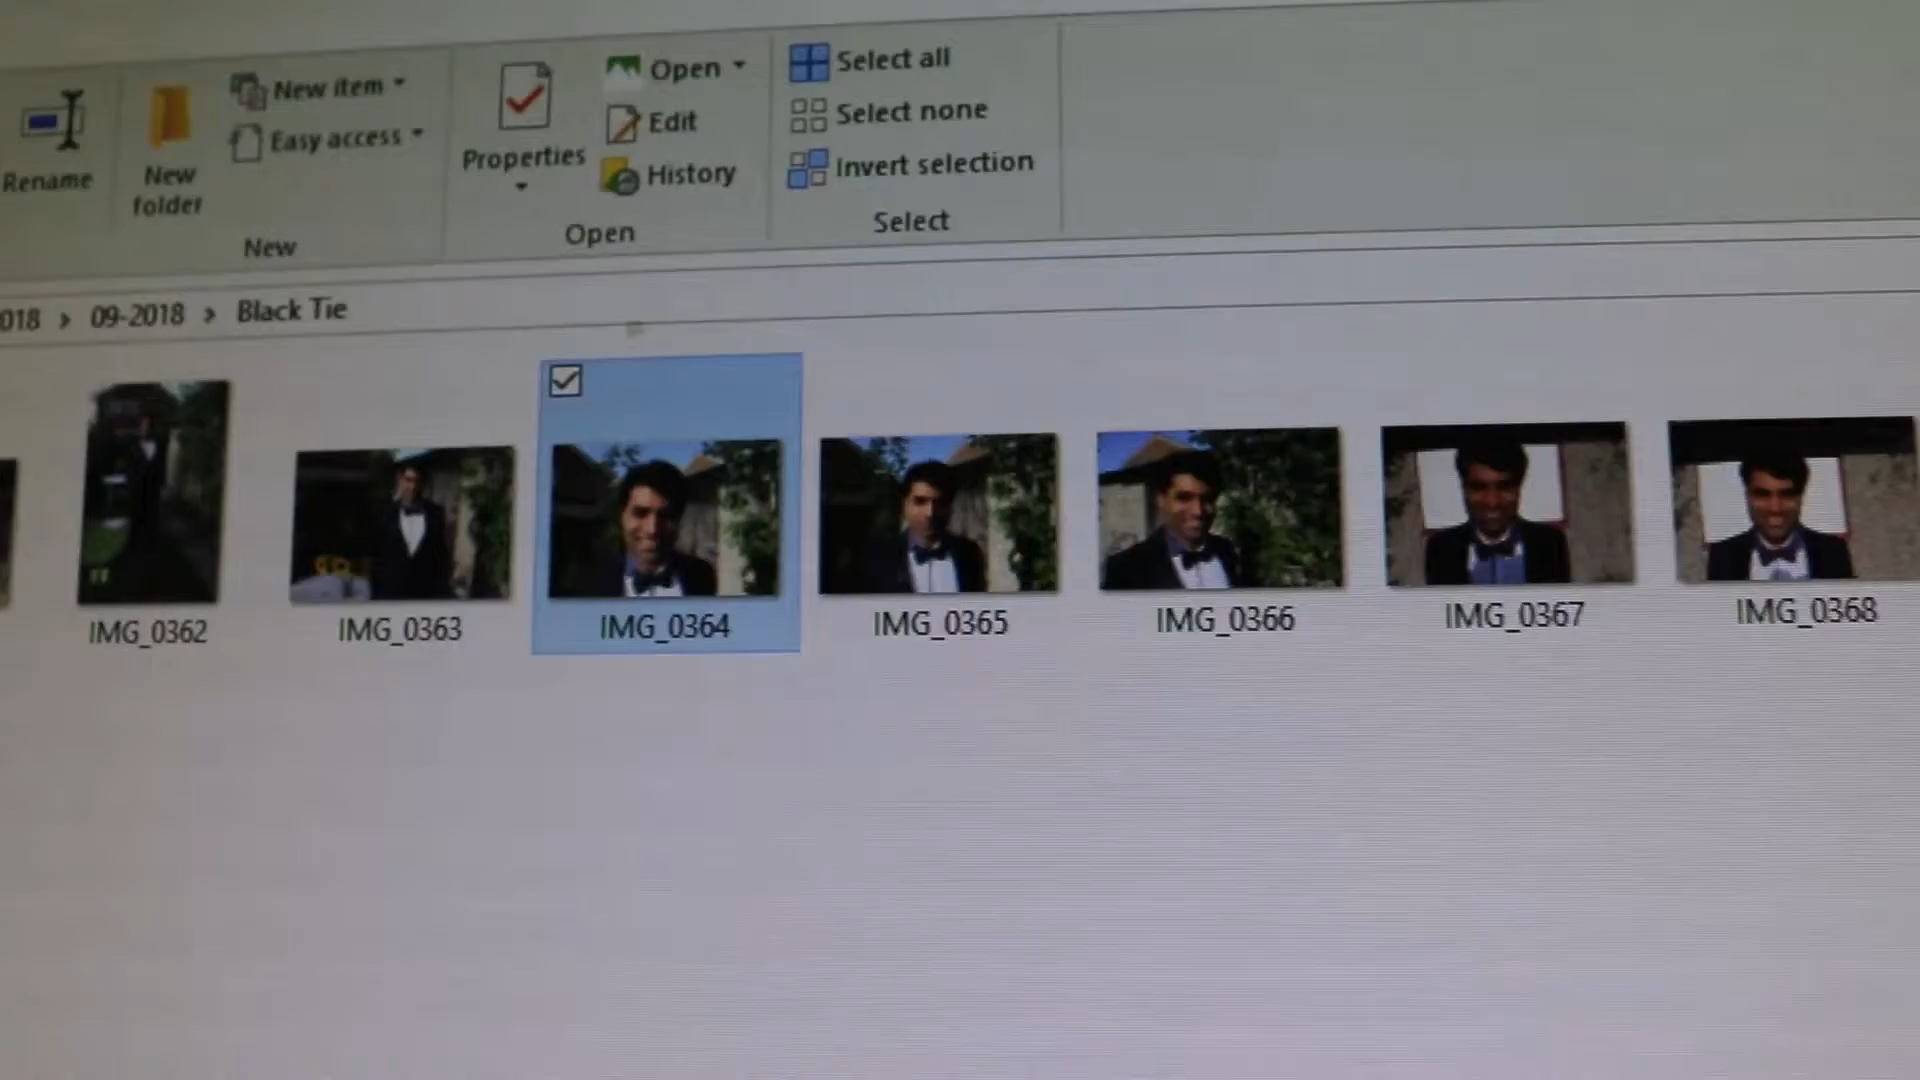 Rename
New
folder
New item
Easy access
New
Properties
Open
Edit
History
Open
Select all
Select none
Invert selection
Select
018 > 09-2018 > Black Tie
IMG_0362
IMG_0363
IMG_0364
IMG_0365
IMG_0366
IMG_0367
IMG_0368